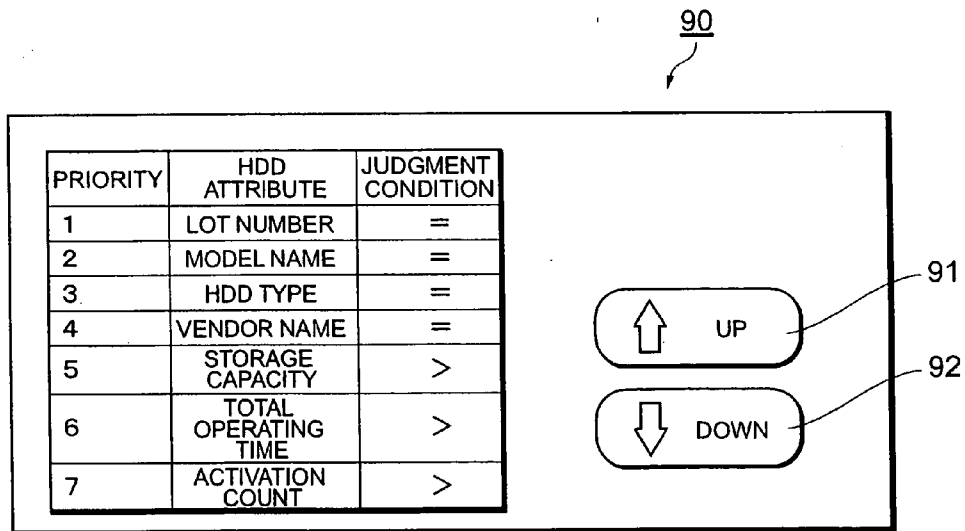 90
PRIORITY HDD ATTRIBUTE JUDGMENT CONDITION
1 LOT NUMBER =
2 MODEL NAME =
3 HDD TYPE =
4 VENDOR NAME =
5 STORAGE CAPACITY >
6 TOTAL OPERATING TIME >
7 ACTIVATION COUNT >
91
UP
92
DOWN